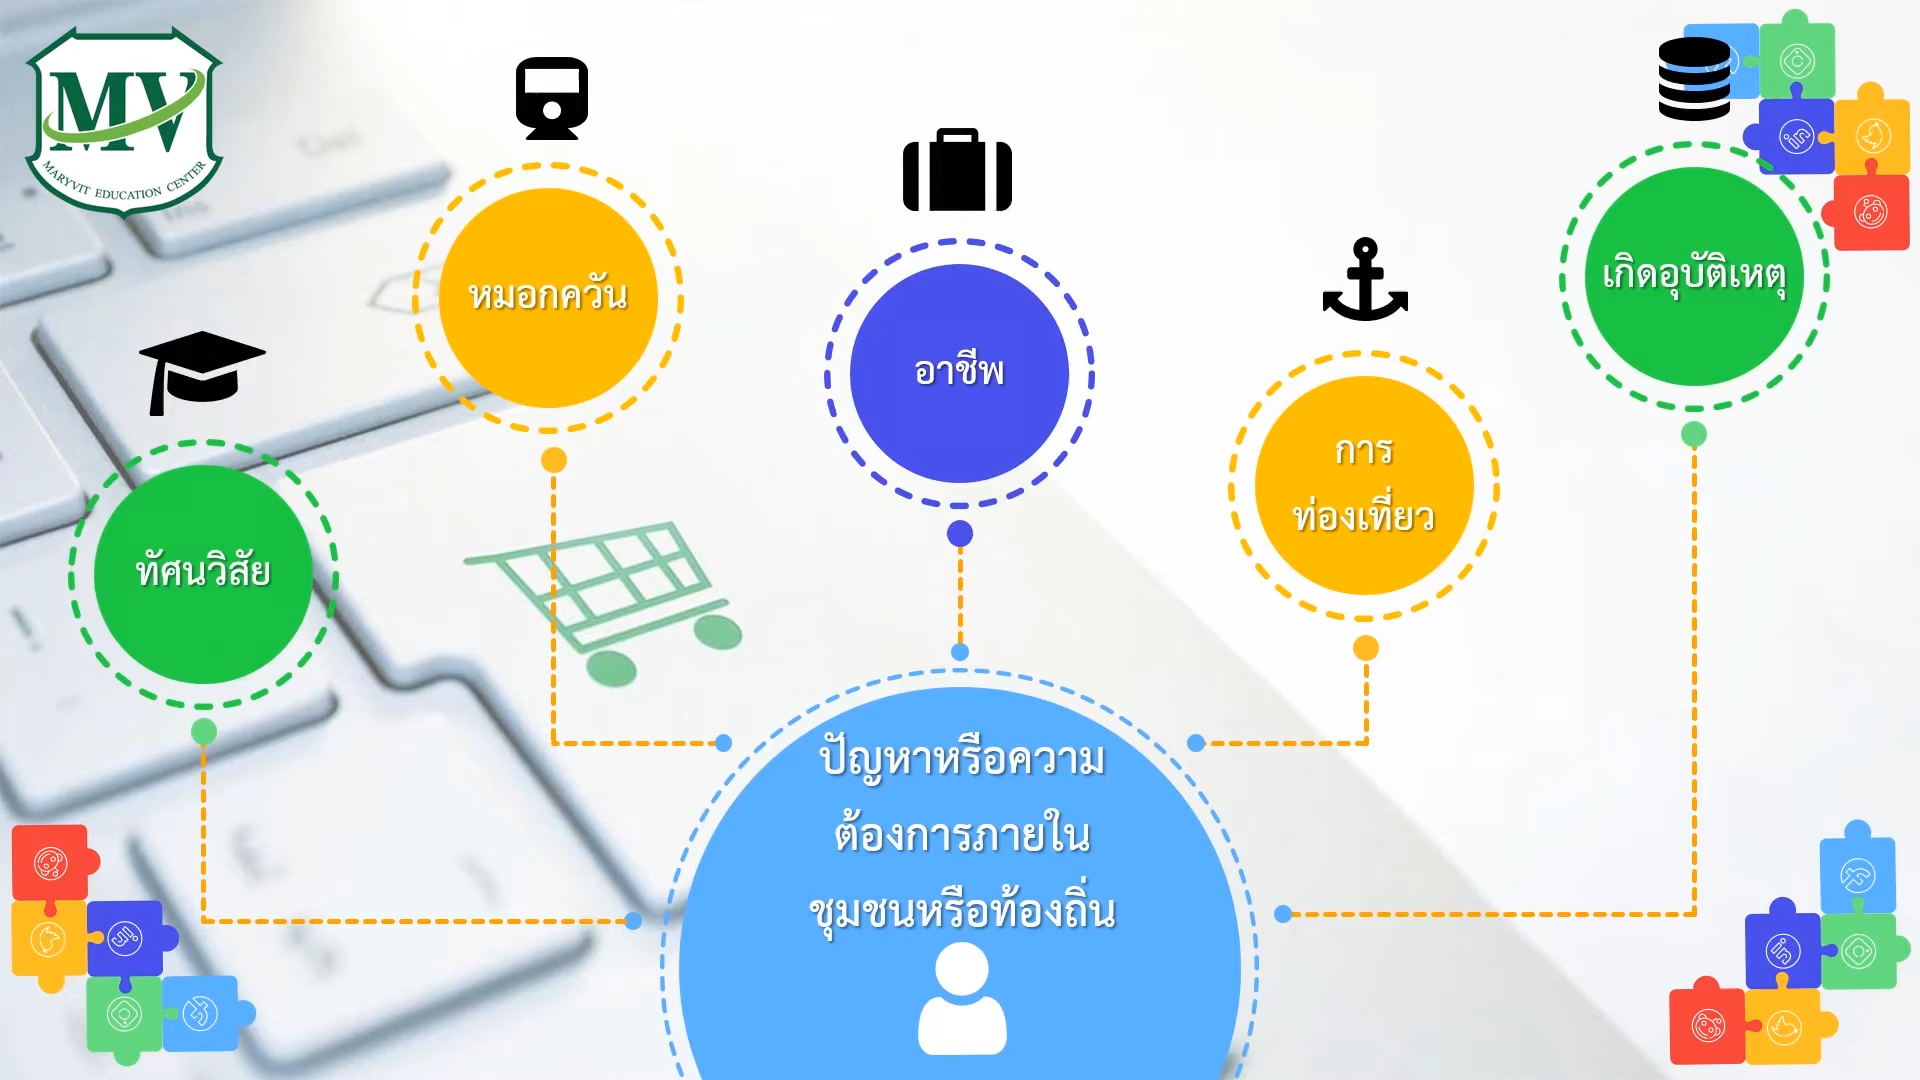 MV
MARYVIT EDUCATION CENTER
หมอกควัน
อาชีพ
เกิดอุบัติเหตุ
การ
ท่องเที่ยว
ทัศนวิสัย
ปัญหาหรือความ
ต้องการภายใน
ชุมชนหรือท้องถิ่น